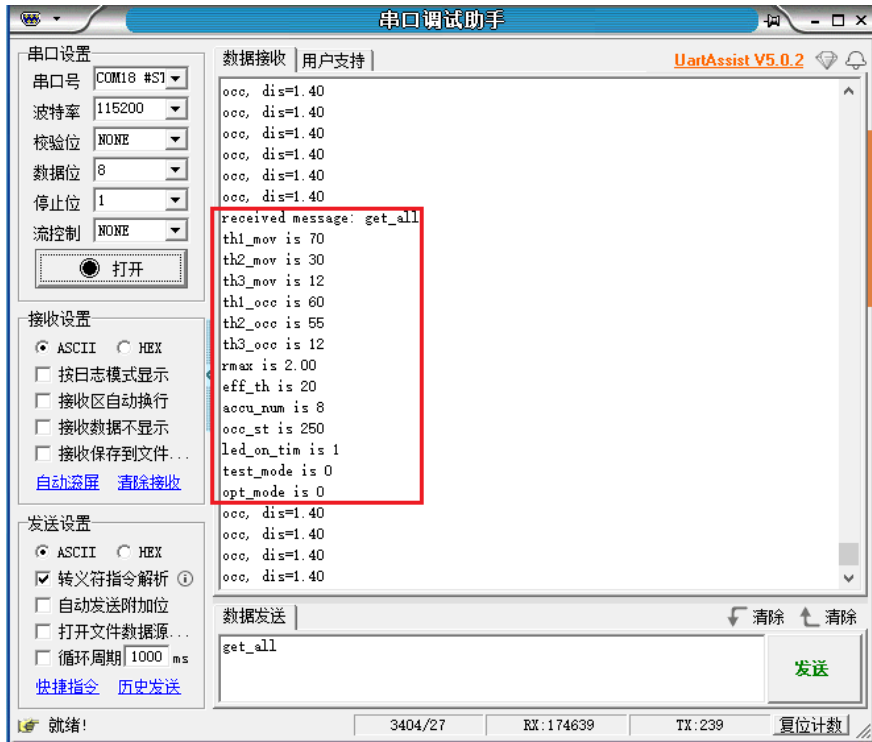 串口调试助手
串口设置
串口号 COM18 #ST
波特率 115200
校验位 NONE
数据位 8
停止位 1
流控制 NONE
打开
接收设置
ASCII HEX
按日志模式显示
接收区自动换行
接收数据不显示
接收保存到文件...
自动滚屏 清除接收
发送设置
ASCII HEX
转义符指令解析
自动发送附加位
打开文件数据源...
循环周期 1000 ms
快捷指令 历史发送
数据接收 用户支持 UartAssist V5.0.2
occ, dis=1.40
occ, dis=1.40
occ, dis=1.40
occ, dis=1.40
occ, dis=1.40
occ, dis=1.40
received message: get_all
th1_mov is 70
th2_mov is 30
th3_mov is 12
th1_occ is 60
th2_occ is 55
th3_occ is 12
rmax is 2.00
eff_th is 20
accu_num is 8
occ_st is 250
led_on_tim is 1
test_mode is 0
opt_mode is 0
occ, dis=1.40
occ, dis=1.40
occ, dis=1.40
occ, dis=1.40
数据发送 清除 清除
get_all
发送
就绪! 3404/27 RX:174639 TX:239 复位计数